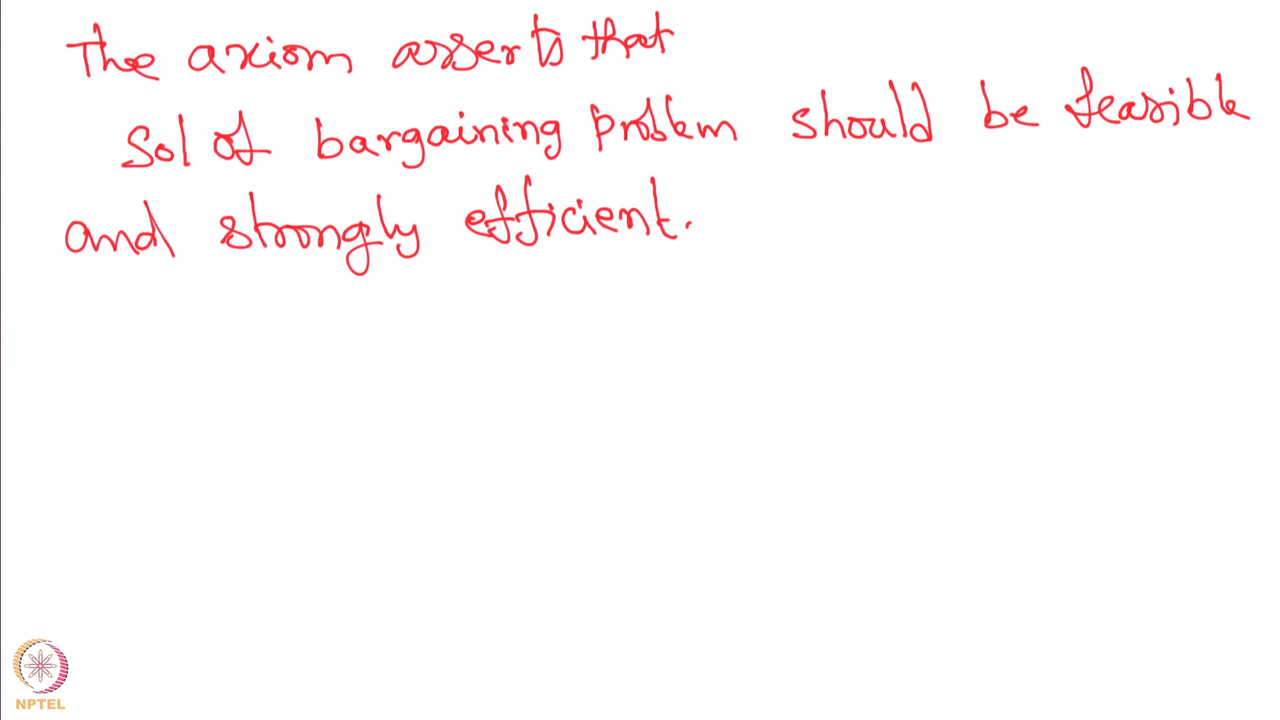 The axiom asserts that
Sol of bargaining problem should be feasible
and strongly efficient.
NPTEL